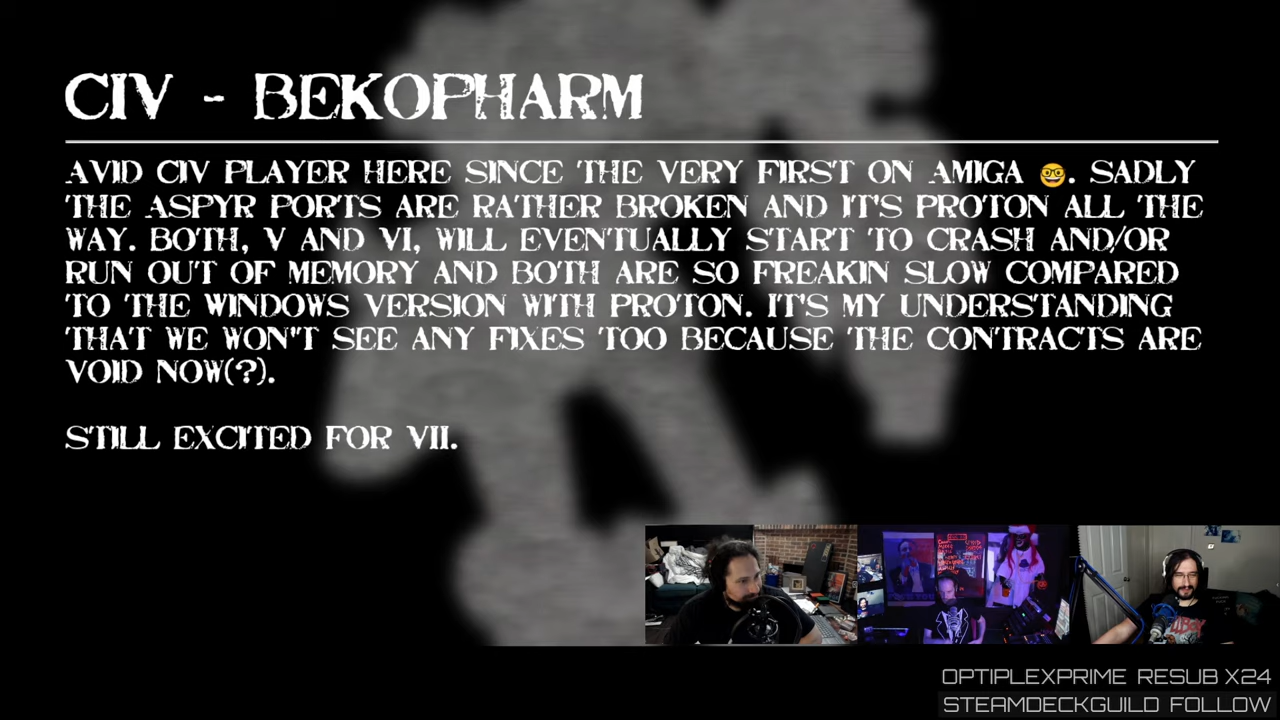 CIV - BEKOPHARM
AVID CIV PLAYER HERE SINCE THE VERY FIRST ON AMIGA 🤓. SADLY
THE ASPYR PORTS ARE RATHER BROKEN AND IT'S PROTON ALL THE
WAY. BOTH, V AND VI, WILL EVENTUALLY START TO CRASH AND/OR
RUN OUT OF MEMORY AND BOTH ARE SO FREAKIN SLOW COMPARED
TO THE WINDOWS VERSION WITH PROTON. IT'S MY UNDERSTANDING
THAT WE WON'T SEE ANY FIXES TOO BECAUSE THE CONTRACTS ARE
VOID NOW(?).
STILL EXCITED FOR VII.
OPTIPLEXPRIME RESUB X24
STEAMDECKGUILD FOLLOW